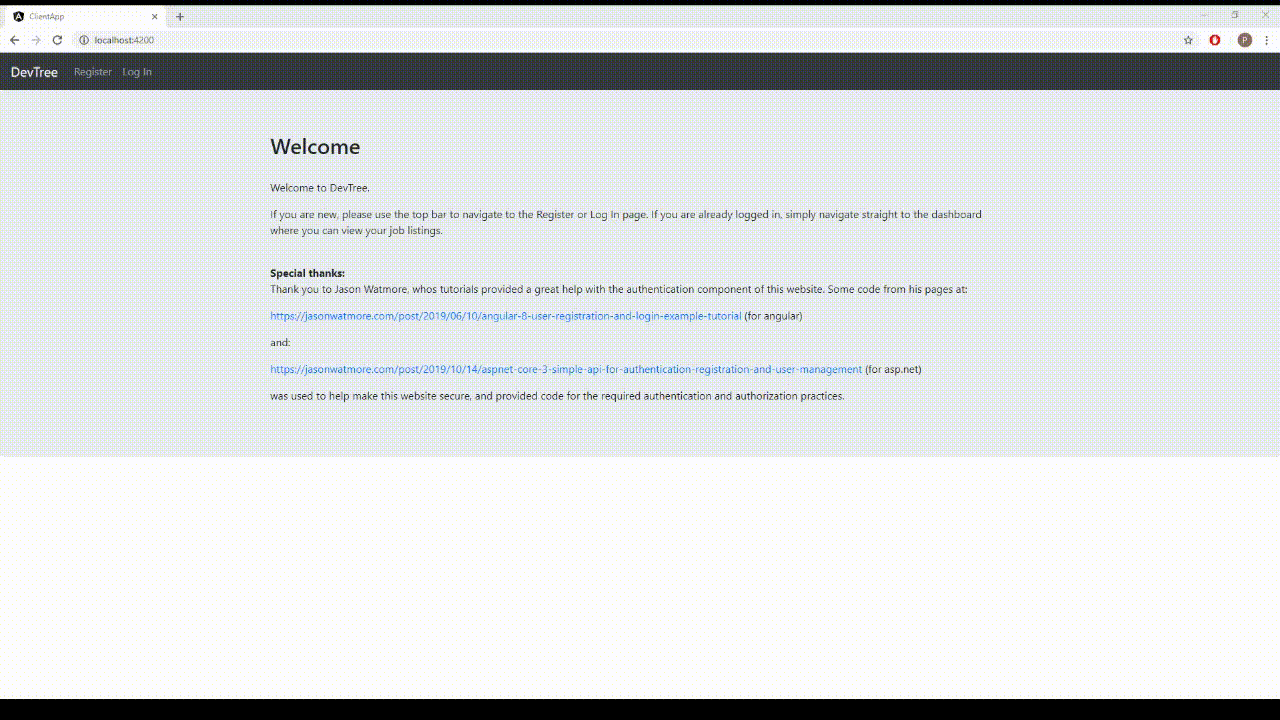 ClientApp
localhost:4200
P
DevTree Register Log In
Welcome
Welcome to DevTree.
If you are new, please use the top bar to navigate to the Register or Log In page. If you are already logged in, simply navigate straight to the dashboard
where you can view your job listings.
Special thanks:
Thank you to Jason Watmore, whos tutorials provided a great help with the authentication component of this website. Some code from his pages at:
https://jasonwatmore.com/post/2019/06/10/angular-8-user-registration-and-login-example-tutorial (for angular)
and:
https://jasonwatmore.com/post/2019/10/14/aspnet-core-3-simple-api-for-authentication-registration-and-user-management (for asp.net)
was used to help make this website secure, and provided code for the required authentication and authorization practices.